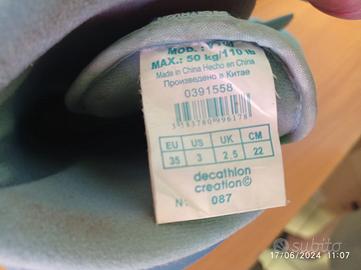 MAX.: 50 kg/110 lb
Made in China Hecho en China
Произведено в Китае
0391558
EU US UK CM
35 3 2.5 22
decathlon
creation©
N: 087
Subito
17/06/2024 11:07